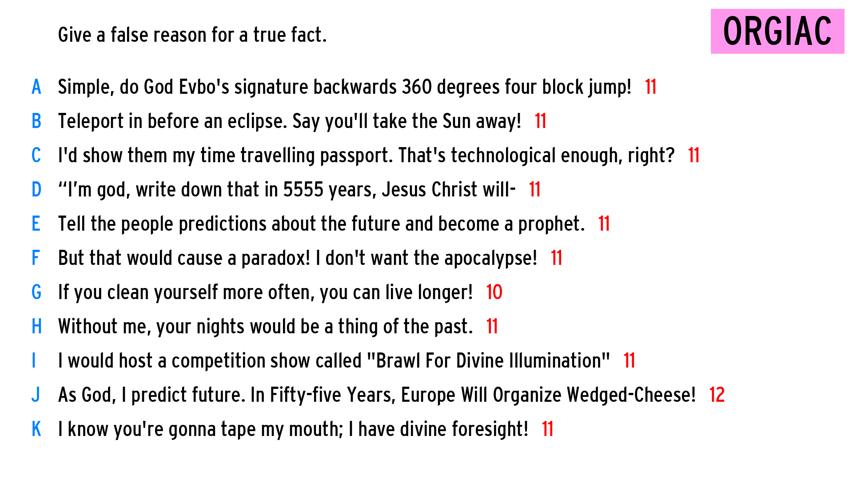 Give a false reason for a true fact.
ORGIAC
A Simple, do God Evbo's signature backwards 360 degrees four block jump! 11
B Teleport in before an eclipse. Say you'll take the Sun away! 11
C I'd show them my time travelling passport. That's technological enough, right? 11
D “I’m god, write down that in 5555 years, Jesus Christ will- 11
E Tell the people predictions about the future and become a prophet. 11
F But that would cause a paradox! I don't want the apocalypse! 11
G If you clean yourself more often, you can live longer! 10
H Without me, your nights would be a thing of the past. 11
I I would host a competition show called "Brawl For Divine Illumination" 11
J As God, I predict future. In Fifty-five Years, Europe Will Organize Wedged-Cheese! 12
K I know you're gonna tape my mouth; I have divine foresight! 11